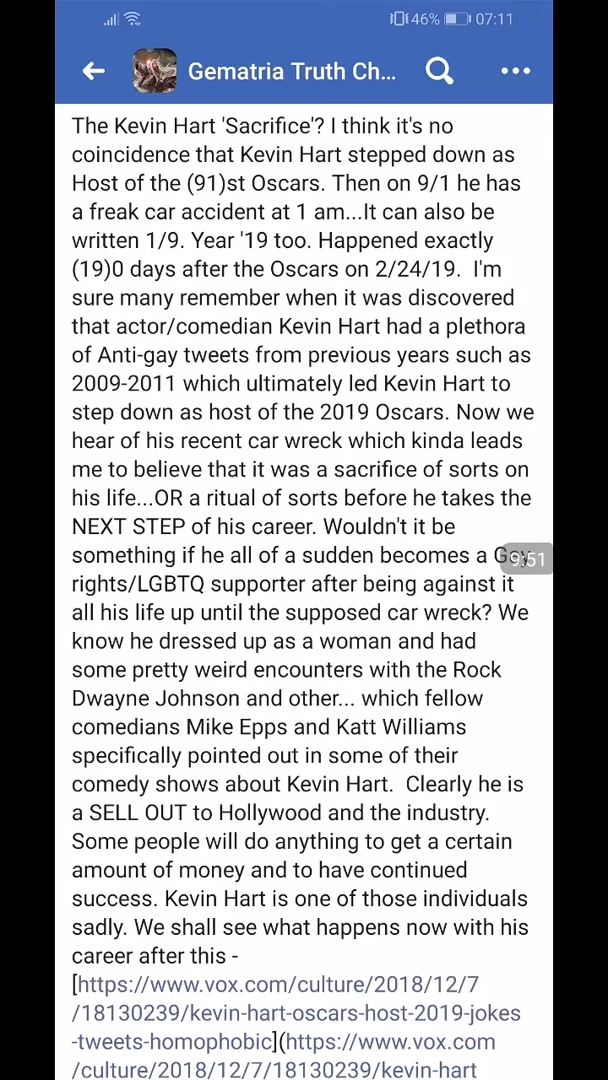 46% 07:11
Gematria Truth Ch...
The Kevin Hart 'Sacrifice'? I think it's no
coincidence that Kevin Hart stepped down as
Host of the (91)st Oscars. Then on 9/1 he has
a freak car accident at 1 am...It can also be
written 1/9. Year '19 too. Happened exactly
(19)0 days after the Oscars on 2/24/19.  I'm
sure many remember when it was discovered
that actor/comedian Kevin Hart had a plethora
of Anti-gay tweets from previous years such as
2009-2011 which ultimately led Kevin Hart to
step down as host of the 2019 Oscars. Now we
hear of his recent car wreck which kinda leads
me to believe that it was a sacrifice of sorts on
his life...OR a ritual of sorts before he takes the
NEXT STEP of his career. Wouldn't it be
something if he all of a sudden becomes a Gay
9:51
rights/LGBTQ supporter after being against it
all his life up until the supposed car wreck? We
know he dressed up as a woman and had
some pretty weird encounters with the Rock
Dwayne Johnson and other... which fellow
comedians Mike Epps and Katt Williams
specifically pointed out in some of their
comedy shows about Kevin Hart.  Clearly he is
a SELL OUT to Hollywood and the industry.
Some people will do anything to get a certain
amount of money and to have continued
success. Kevin Hart is one of those individuals
sadly. We shall see what happens now with his
career after this -
[https://www.vox.com/culture/2018/12/7
/18130239/kevin-hart-oscars-host-2019-jokes
-tweets-homophobic](https://www.vox.com
/culture/2018/12/7/18130239/kevin-hart